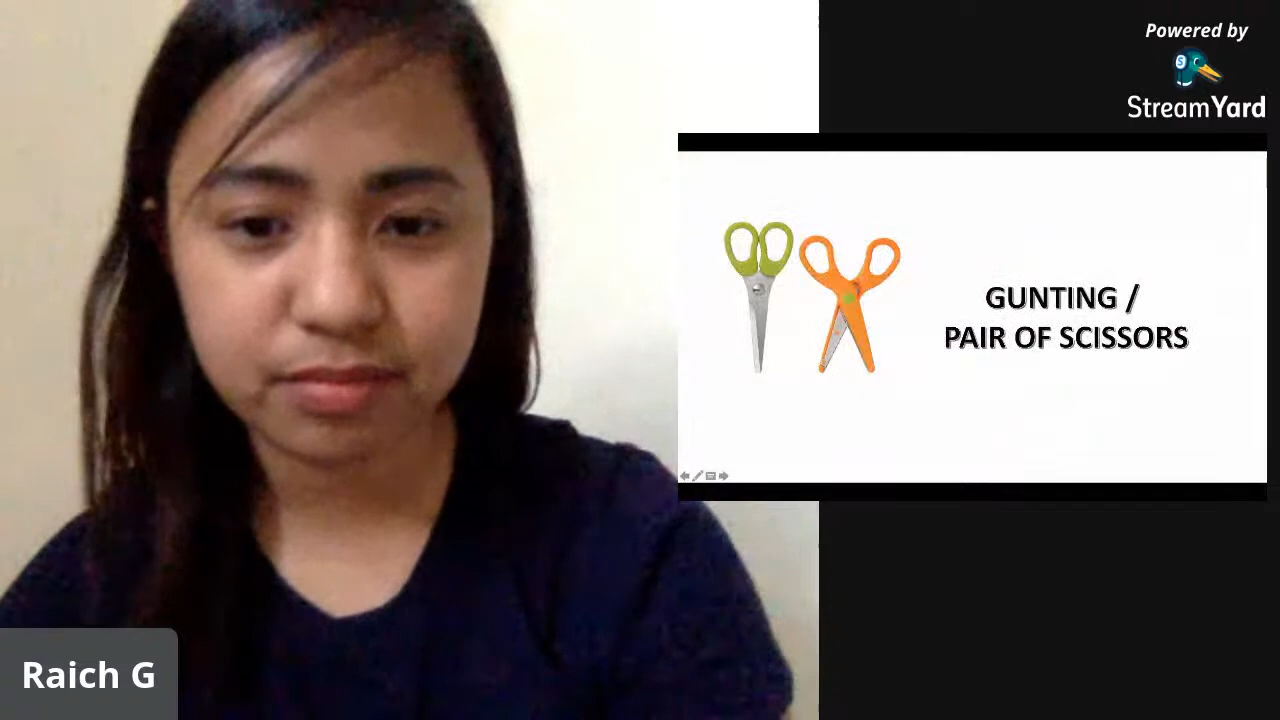 Powered by
StreamYard
GUNTING /
PAIR OF SCISSORS
Raich G